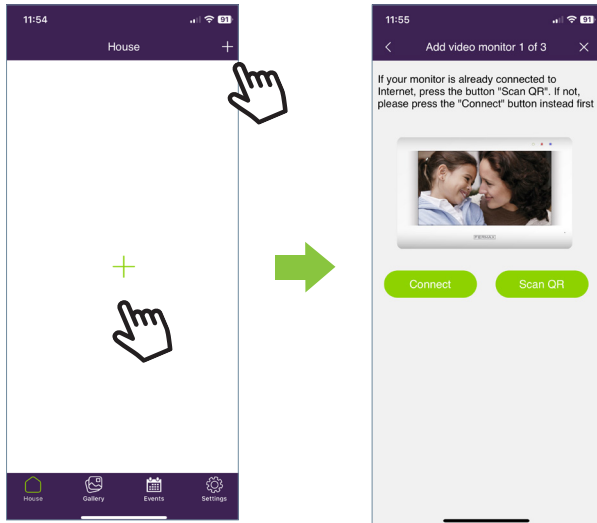 11:54
91
House
House
Gallery
Events
Settings
11:55
91
Add video monitor 1 of 3
If your monitor is already connected to
Internet, press the button "Scan QR". If not,
please press the "Connect" button instead first
FERMAX
Connect
Scan QR